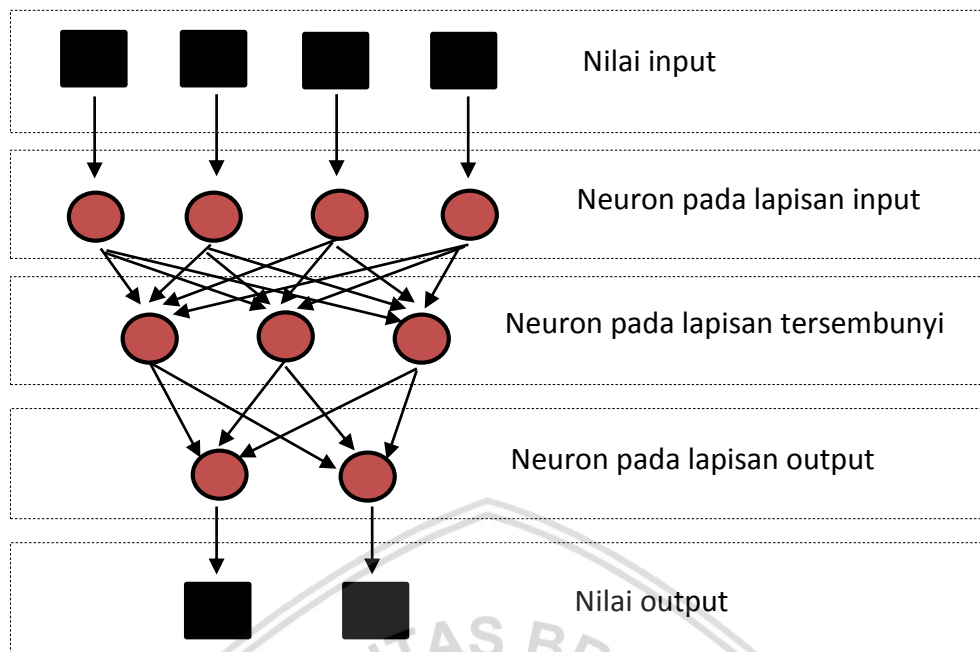 Nilai input
Neuron pada lapisan input
Neuron pada lapisan tersembunyi
Neuron pada lapisan output
Nilai output